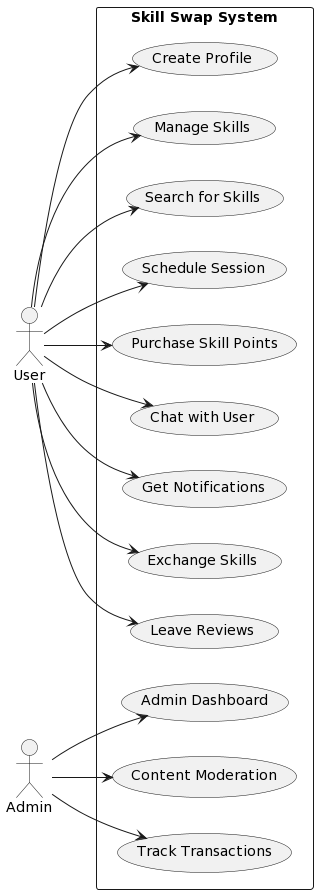 Skill Swap System
Create Profile
Manage Skills
Search for Skills
Schedule Session
Purchase Skill Points
User
Chat with User
Get Notifications
Exchange Skills
Leave Reviews
Admin Dashboard
Content Moderation
Admin
Track Transactions